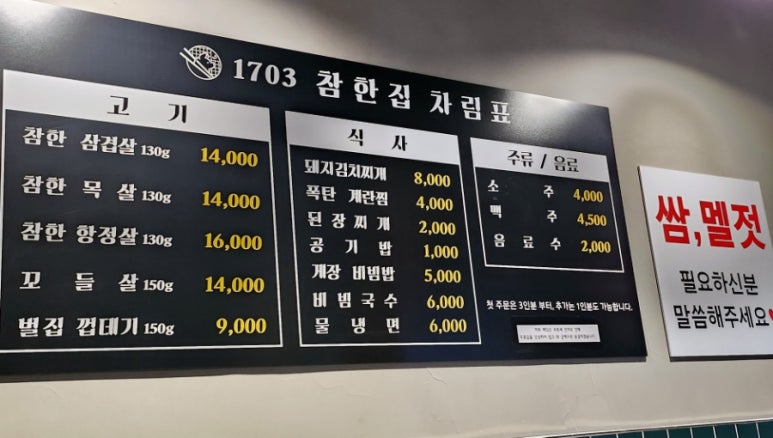 1703 참한집 차림표
고기
참한 삼겹살 130g 14,000
참한 목살 130g 14,000
참한 항정살 130g 16,000
꼬들살 150g 14,000
벌집 껍데기 150g 9,000
식사
돼지김치찌개 8,000
폭탄 계란찜 4,000
된장찌개 2,000
공기밥 1,000
게장 비빔밥 5,000
비빔국수 6,000
물냉면 6,000
주류 / 음료
소주 4,000
맥주 4,500
음료수 2,000
첫 주문은 3인분 부터, 추가는 1인분도 가능합니다.
쌈,멜젓
필요하신분
말씀해주세요♥